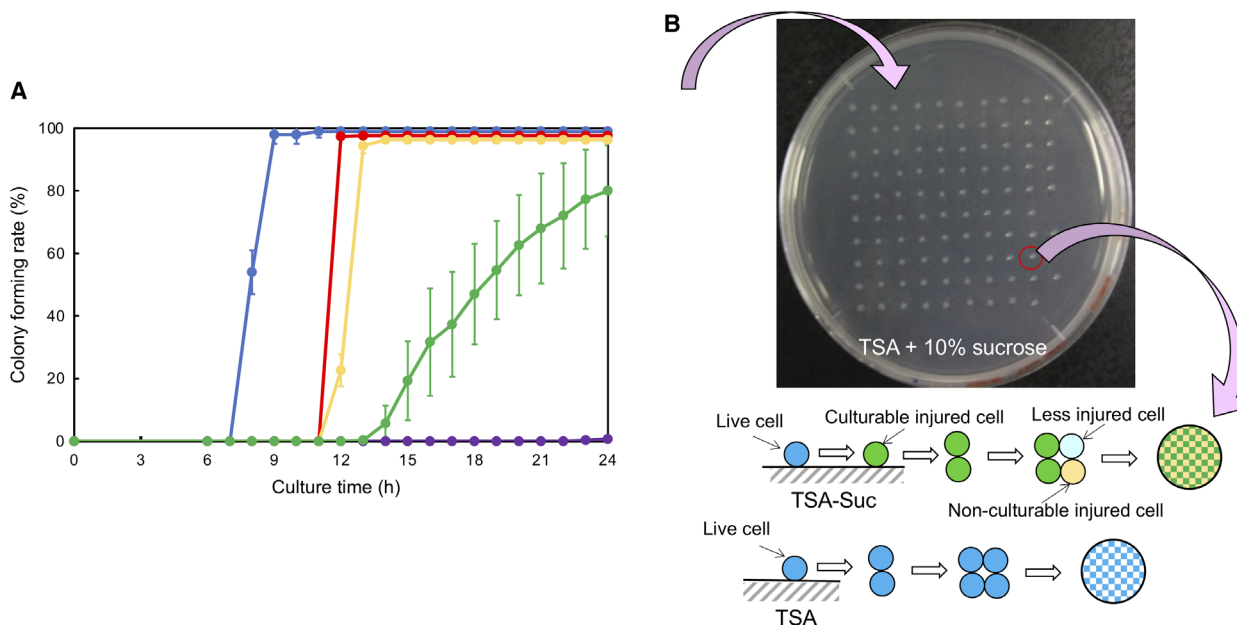 A
100
80
60
40
20
0
Colony forming rate (%)
0 3 6 9 12 15 18 21 24
Culture time (h)
B
TSA + 10% sucrose
Live cell
Culturable injured cell
Less injured cell
TSA-Suc
Non-culturable injured cell
Live cell
TSA